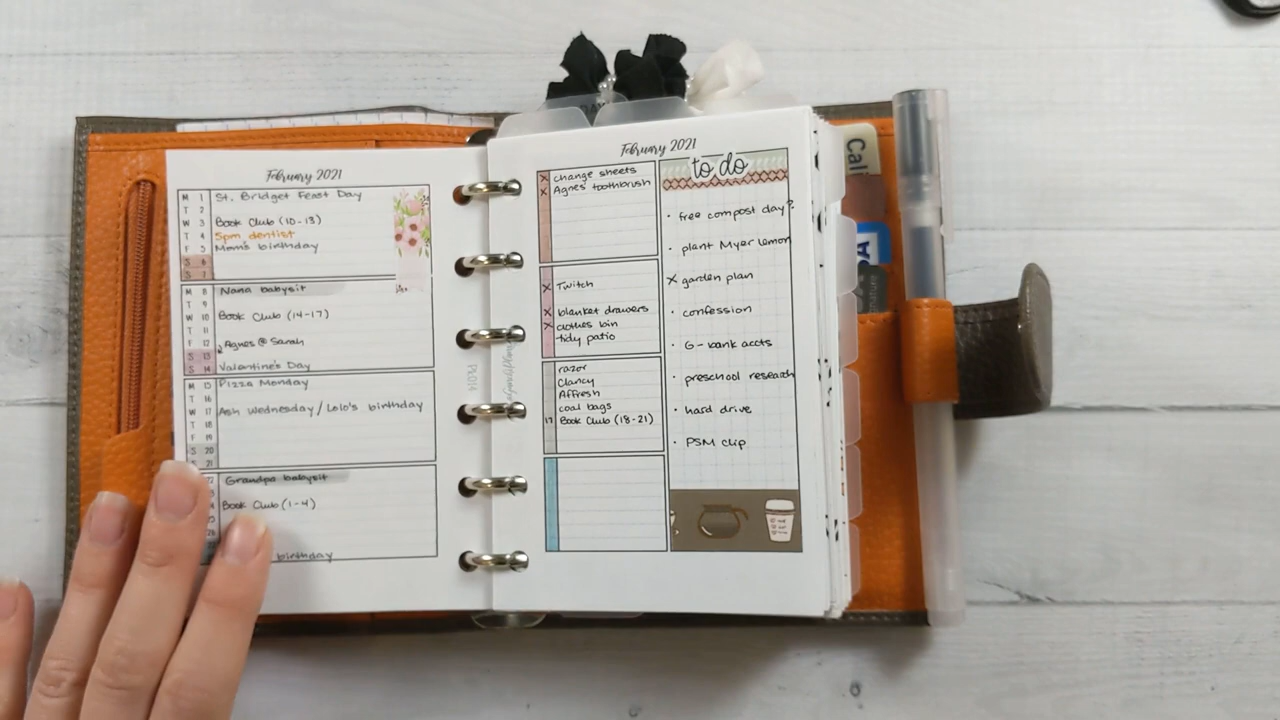 February 2021
M 1 St. Bridget Feast Day
T 2
W 3 Book Club (10-13)
T 4 5pm dentist
F 5 Mom's birthday
S 6
S 7
M 8 Nana babysit
T 9
W 10 Book Club (14-17)
T 11
F 12 Agnes @ Sarah
S 13
S 14 Valentine's Day
M 15 Pizza Monday
T 16
W 17 Ash Wednesday / Lolo's birthday
T 18
F 19
S 20
S 21
Grandpa babysit
Book Club (1-4)
birthday
PLO14
February 2021
x change sheets
x Agnes toothbrush
x Twitch
x blanket drawers
x clothes bin
tidy patio
razor
Clancy
Affresh
coal bags
17 Book Club (18-21)
to do
· free compost day?
· plant Myer lemon
x garden plan
· confession
· G-bank accts
· preschool research
· hard drive
· PSM clip
Cali